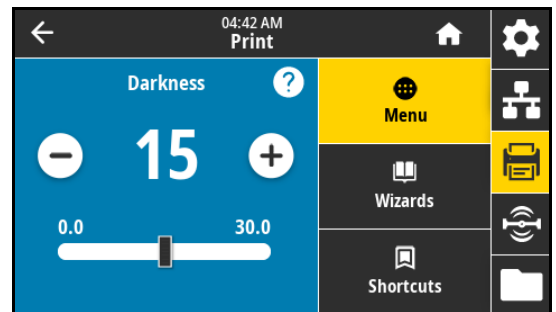 04:42 AM
Print
Darkness
?
15
0.0
30.0
Menu
Wizards
Shortcuts